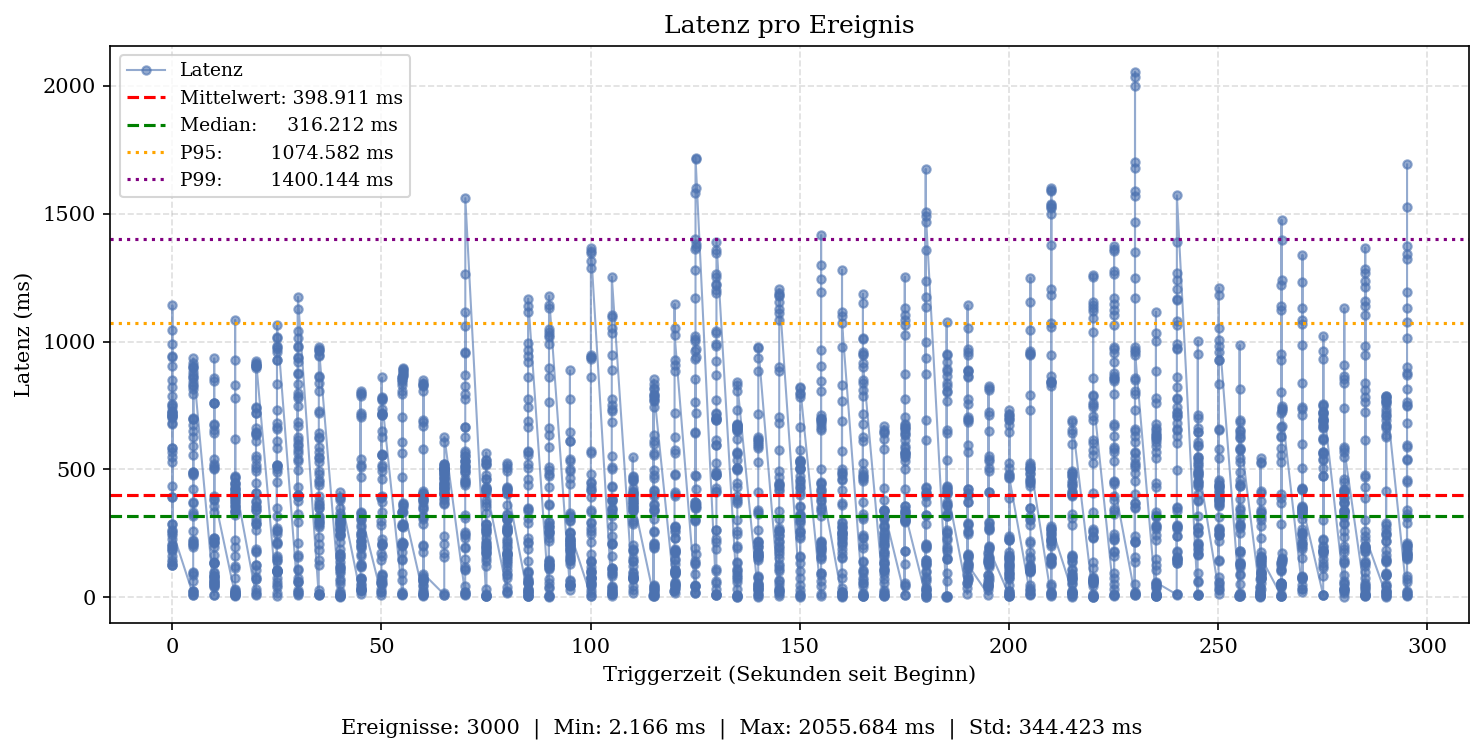 Latenz pro Ereignis
Latenz
Mittelwert: 398.911 ms
Median: 316.212 ms
P95: 1074.582 ms
P99: 1400.144 ms
Latenz (ms)
2000
1500
1000
500
0
0 50 100 150 200 250 300
Triggerzeit (Sekunden seit Beginn)
Ereignisse: 3000 | Min: 2.166 ms | Max: 2055.684 ms | Std: 344.423 ms